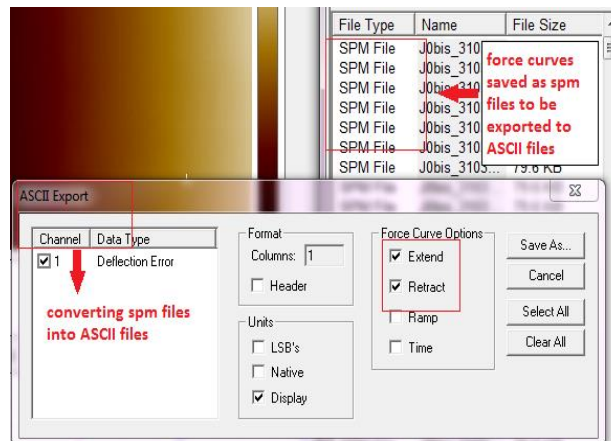 File Type Name File Size
SPM File J0bis_310
SPM File J0bis_310
SPM File J0bis_310
SPM File J0bis_310
SPM File J0bis_310
SPM File J0bis_310
SPM File J0bis_3103... 79.6 KB
force curves
saved as spm
files to be
exported to
ASCII files
ASCII Export
Channel Data Type
1 Deflection Error
converting spm files
into ASCII files
Format
Columns: 1
Header
Units
LSB's
Native
Display
Force Curve Options
Extend
Retract
Ramp
Time
Save As...
Cancel
Select All
Clear All